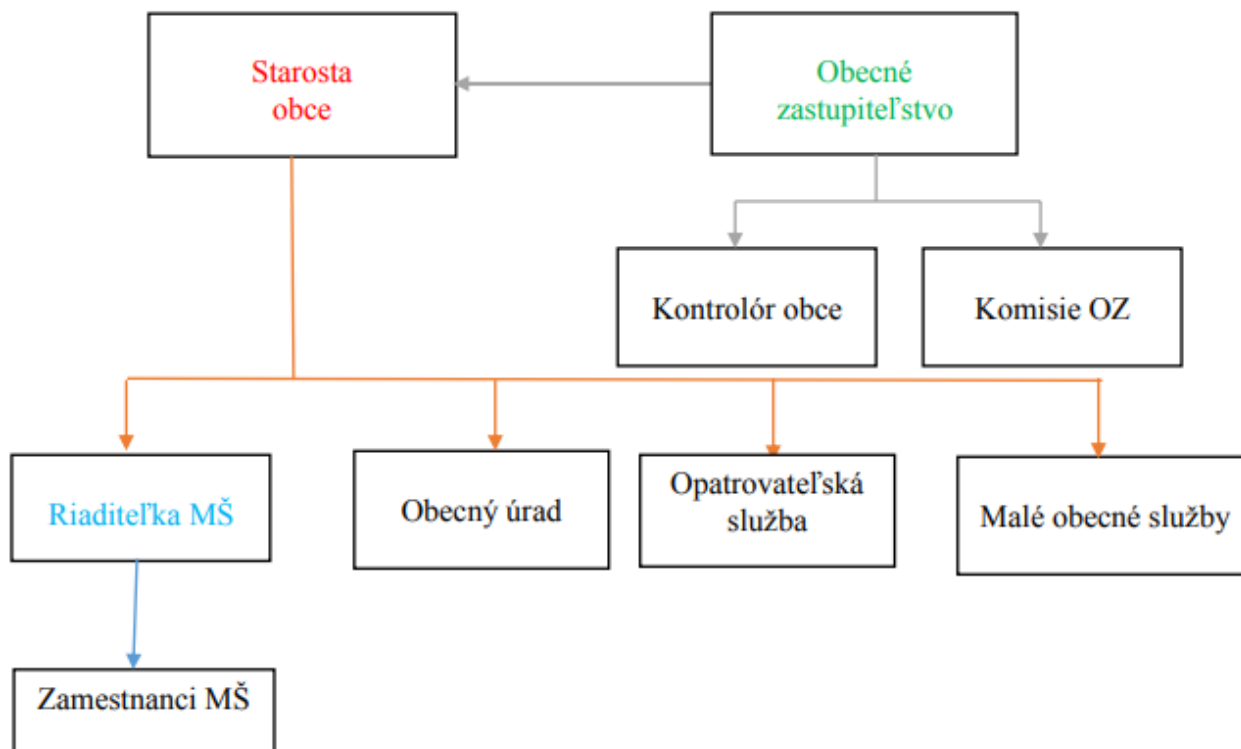 Starosta
obce
Obecné
zastupiteľstvo
Kontrolór obce
Komisie OZ
Riaditeľka MŠ
Obecný úrad
Opatrovateľská
služba
Malé obecné služby
Zamestnanci MŠ